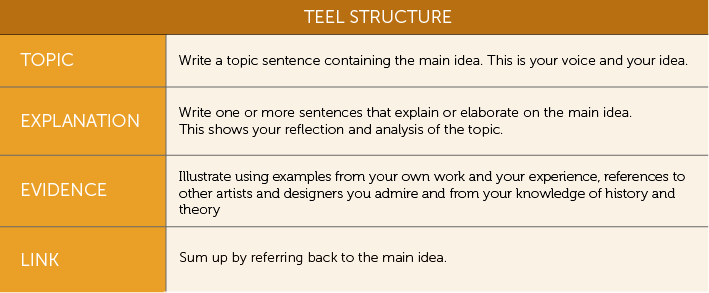 TEEL STRUCTURE
TOPIC
Write a topic sentence containing the main idea. This is your voice and your idea.
EXPLANATION
Write one or more sentences that explain or elaborate on the main idea.
This shows your reflection and analysis of the topic.
EVIDENCE
Illustrate using examples from your own work and your experience, references to
other artists and designers you admire and from your knowledge of history and
theory
LINK
Sum up by referring back to the main idea.